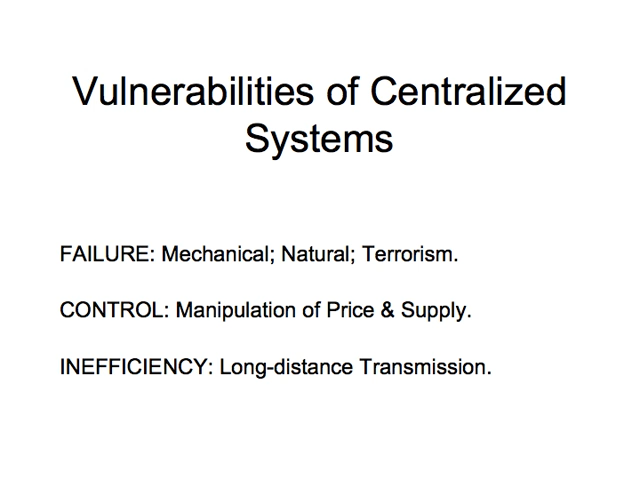 Vulnerabilities of Centralized
Systems
FAILURE: Mechanical; Natural; Terrorism.
CONTROL: Manipulation of Price & Supply.
INEFFICIENCY: Long-distance Transmission.